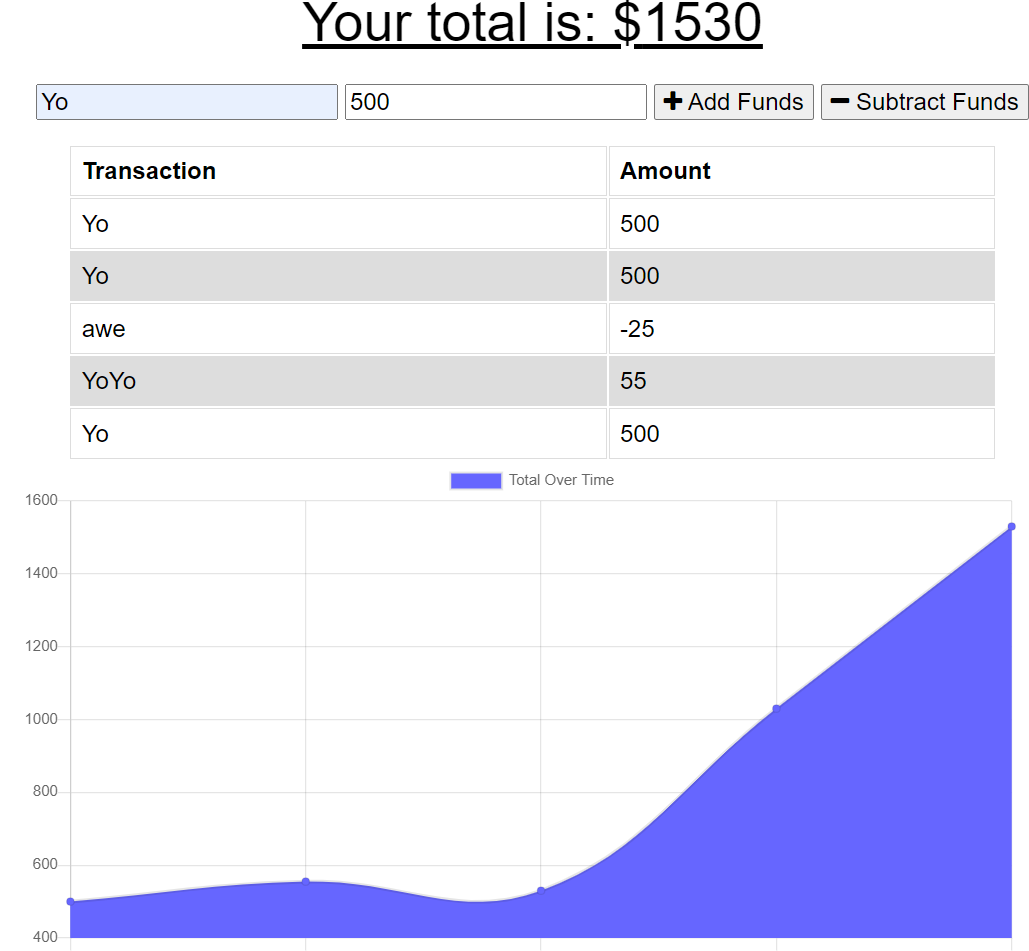 Your total is: $1530
Yo 500 Add Funds Subtract Funds
Transaction Amount
Yo 500
Yo 500
awe -25
YoYo 55
Yo 500
Total Over Time
1600
1400
1200
1000
800
600
400